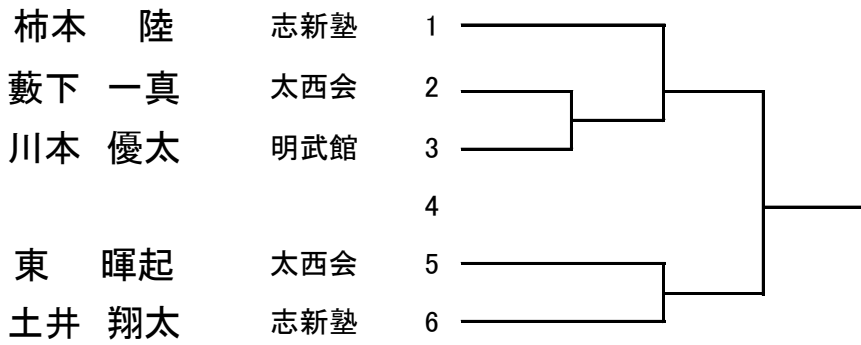 柿本　陸 志新塾 1
藪下　一真 太西会 2
川本　優太 明武館 3
4
東　暉起 太西会 5
土井　翔太 志新塾 6